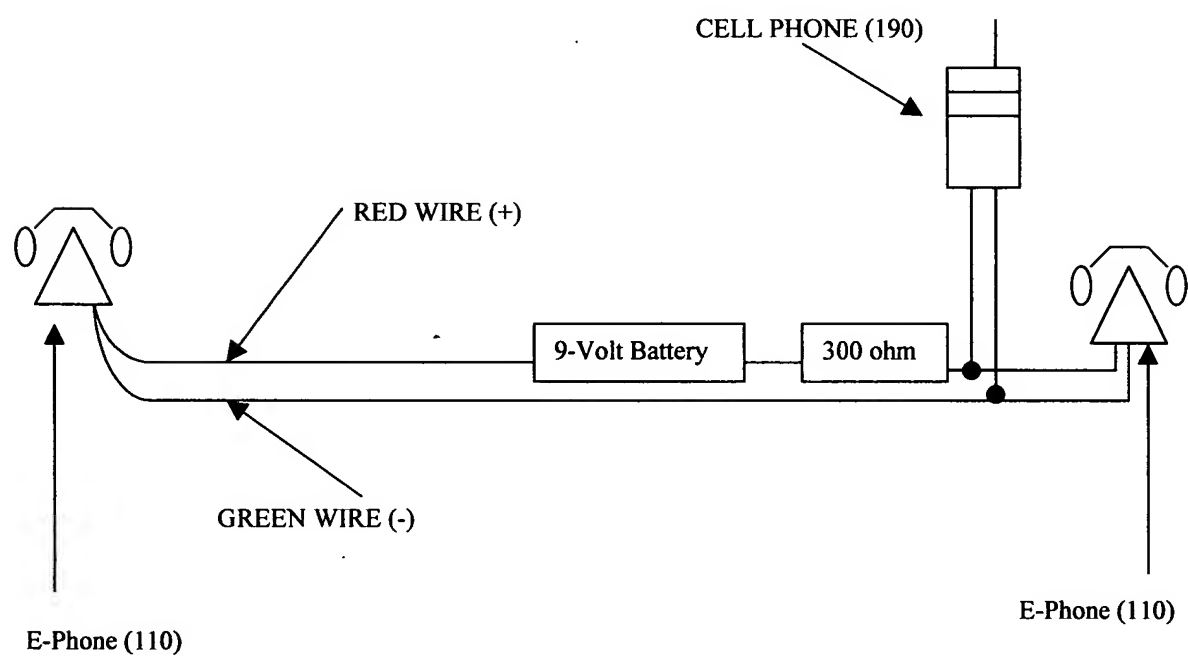 CELL PHONE (190)
RED WIRE (+)
9-Volt Battery
300 ohm
GREEN WIRE (-)
E-Phone (110)
E-Phone (110)